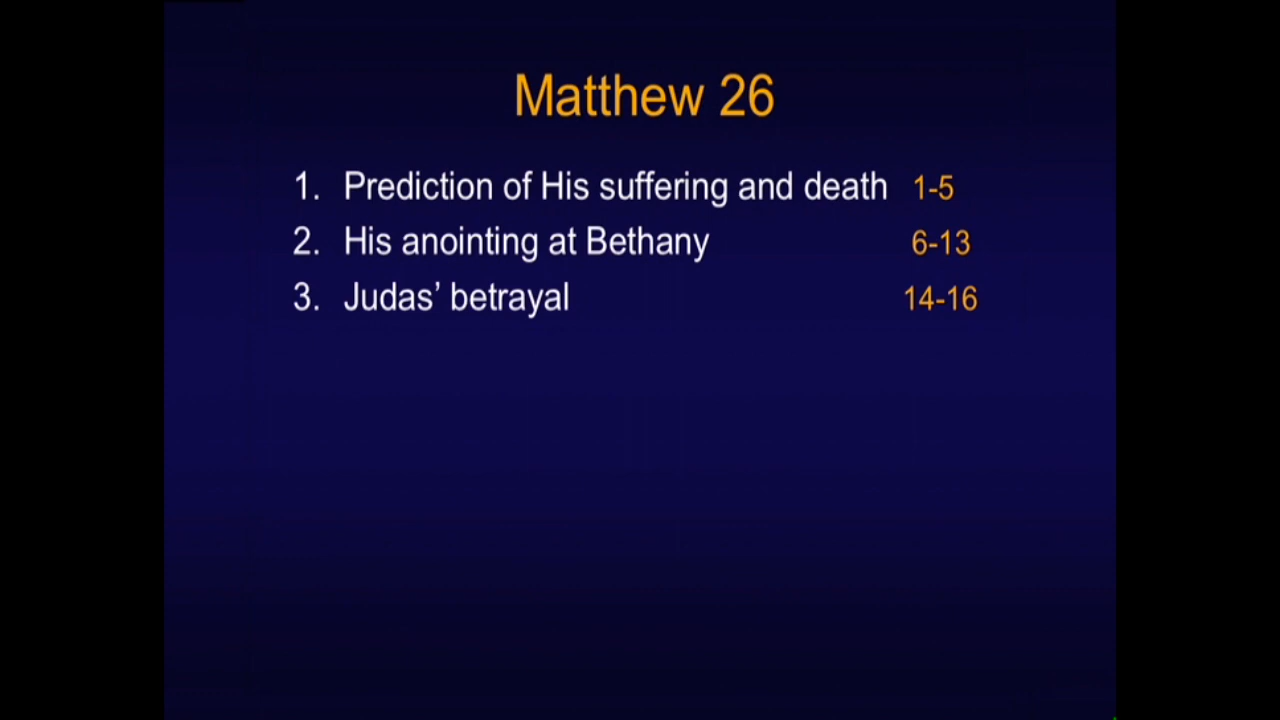 Matthew 26
1. Prediction of His suffering and death 1-5
2. His anointing at Bethany 6-13
3. Judas’ betrayal 14-16